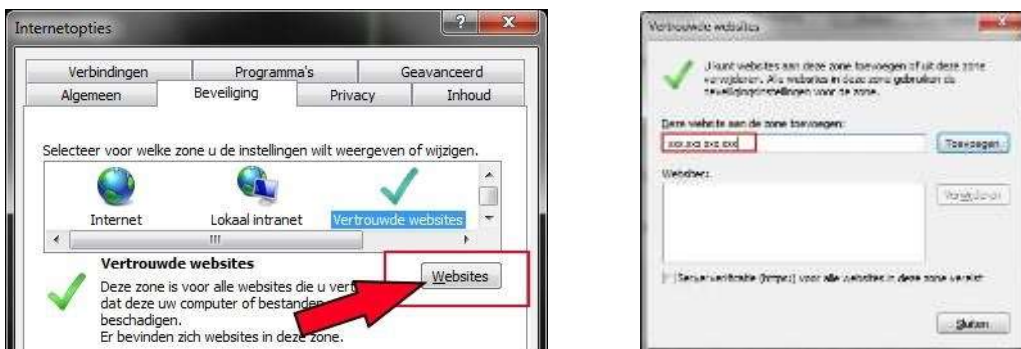 Internetopties
?
X
Verbindingen
Programma's
Geavanceerd
Algemeen
Beveiliging
Privacy
Inhoud
Selecteer voor welke zone u de instellingen wilt weergeven of wijzigen.
Internet
Lokaal intranet
Vertrouwde websites
Vertrouwde websites
Websites
Deze zone is voor alle websites die u vert
dat deze uw computer of bestanden
beschadigen.
Er bevinden zich websites in deze zone.
Vertrouwde websites
U kunt websites aan deze zone toevoegen of uit deze zone
verwijderen. Alle websites in deze zone gebruiken de
beveiligingsinstellingen voor de zone.
Deze website aan de zone toevoegen:
xxx.xxx.xxx.xxx
Toevoegen
Websites:
Verwijderen
Serververificatie (https:) voor alle websites in deze zone vereist
Sluiten